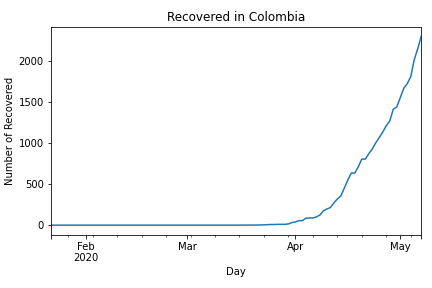 Recovered in Colombia
Number of Recovered
2000
1500
1000
500
0
Feb
2020
Mar
Apr
May
Day